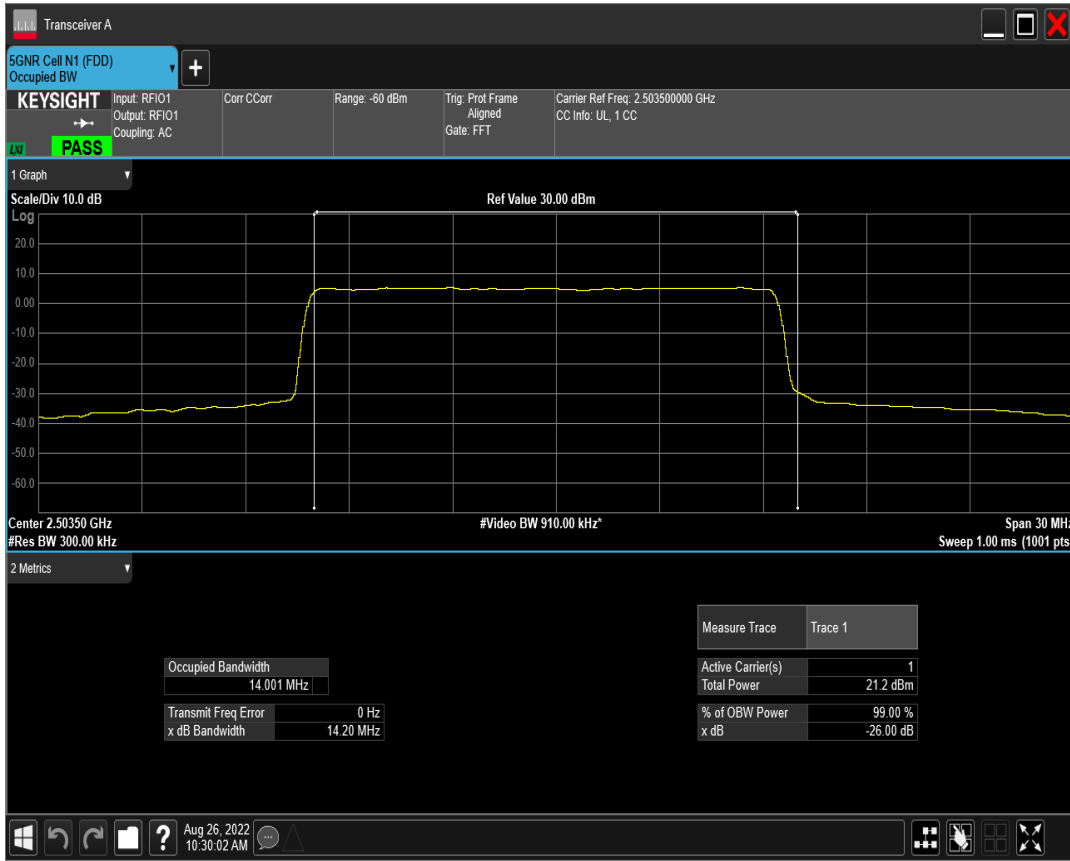 Transceiver A
5GNR Cell N1 (FDD)
Occupied BW
+
KEYSIGHT
LXI
PASS
Input: RFIO1
Output: RFIO1
Coupling: AC
Corr CCorr
Range: -60 dBm
Trig: Prot Frame
Aligned
Gate: FFT
Carrier Ref Freq: 2.503500000 GHz
CC Info: UL, 1 CC
1 Graph
Scale/Div 10.0 dB
Ref Value 30.00 dBm
Log
20.0
10.0
0.00
-10.0
-20.0
-30.0
-40.0
-50.0
-60.0
Center 2.50350 GHz
#Video BW 910.00 kHz*
Span 30 MHz
#Res BW 300.00 kHz
Sweep 1.00 ms (1001 pts
2 Metrics
Measure Trace Trace 1
Occupied Bandwidth
14.001 MHz
Active Carrier(s) 1
Total Power 21.2 dBm
Transmit Freq Error 0 Hz
x dB Bandwidth 14.20 MHz
% of OBW Power 99.00 %
x dB -26.00 dB
?
Aug 26, 2022
10:30:02 AM